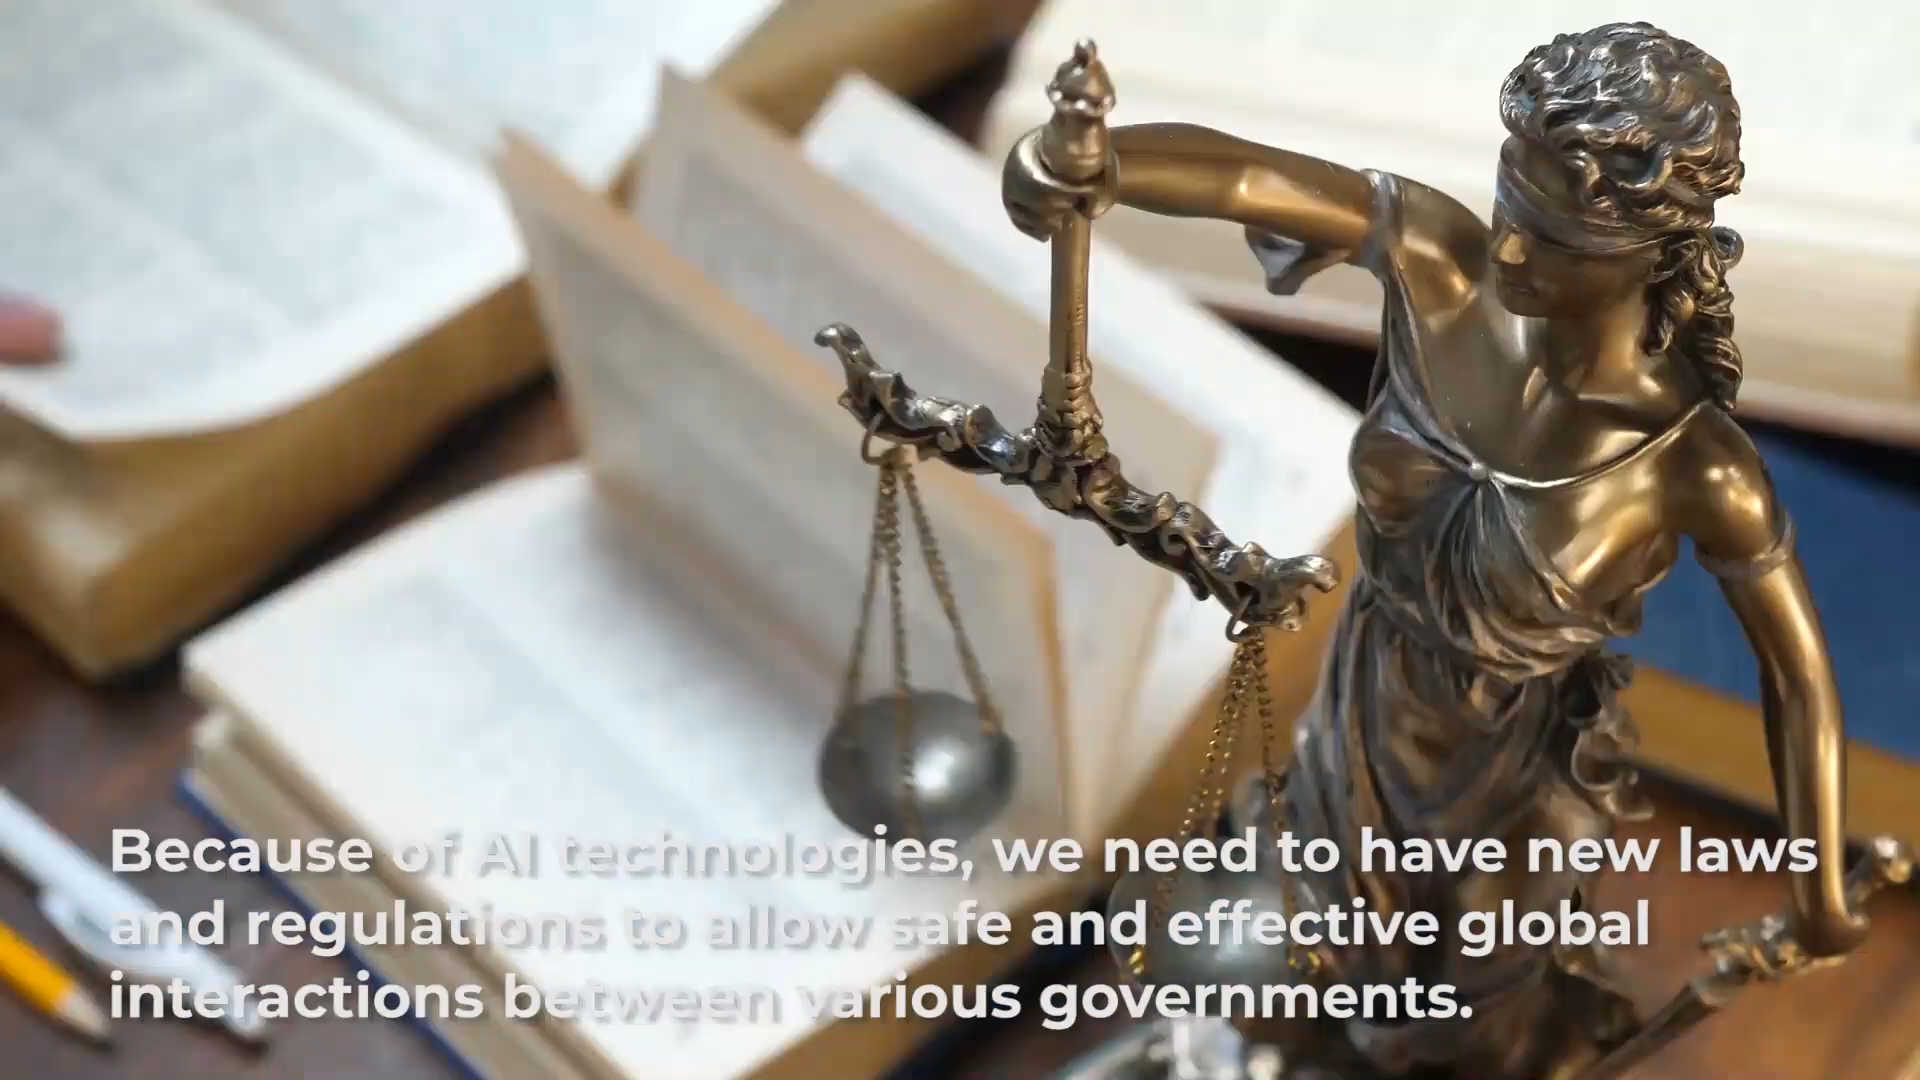 Because of AI technologies, we need to have new laws
and regulations to allow safe and effective global
interactions between various governments.